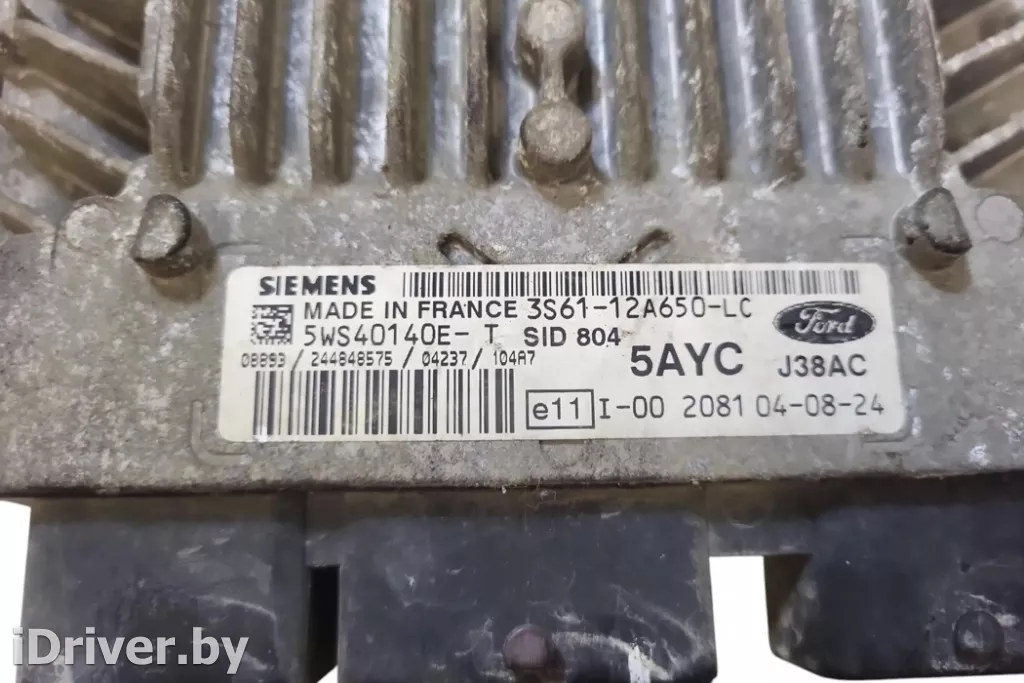 SIEMENS
MADE IN FRANCE 3S61-12A650-LC
5WS40140E-T SID 804
Ford
08893/244848575/04237/104A7
5AYC J38AC
e11 I-00 2081 04-08-24
iDriver.by